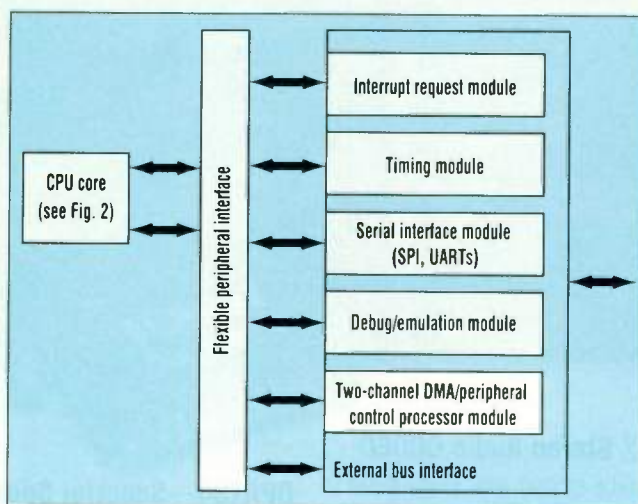 CPU core
(see Fig. 2)
Flexible peripheral interface
Interrupt request module
Timing module
Serial interface module
(SPI, UARTs)
Debug/emulation module
Two-channel DMA/peripheral
control processor module
External bus interface